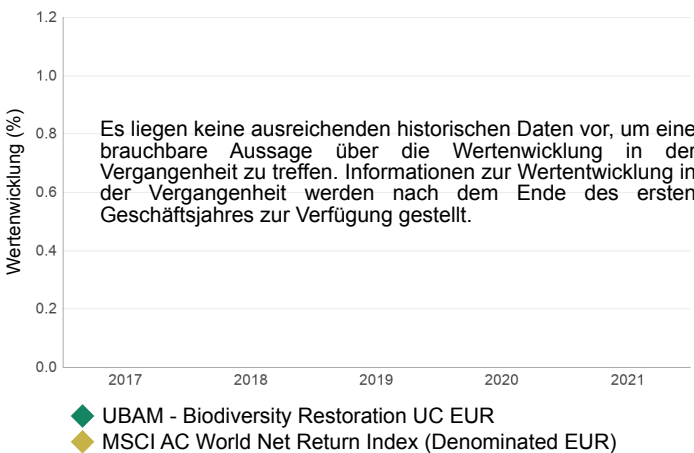 1.2
1.0
0.8
0.6
0.4
0.2
0.0
Wertenwicklung (%)
Es liegen keine ausreichenden historischen Daten vor, um eine
brauchbare Aussage über die Wertenwicklung in der
Vergangenheit zu treffen. Informationen zur Wertentwicklung in
der Vergangenheit werden nach dem Ende des ersten
Geschäftsjahres zur Verfügung gestellt.
2017 2018 2019 2020 2021
UBAM - Biodiversity Restoration UC EUR
MSCI AC World Net Return Index (Denominated EUR)